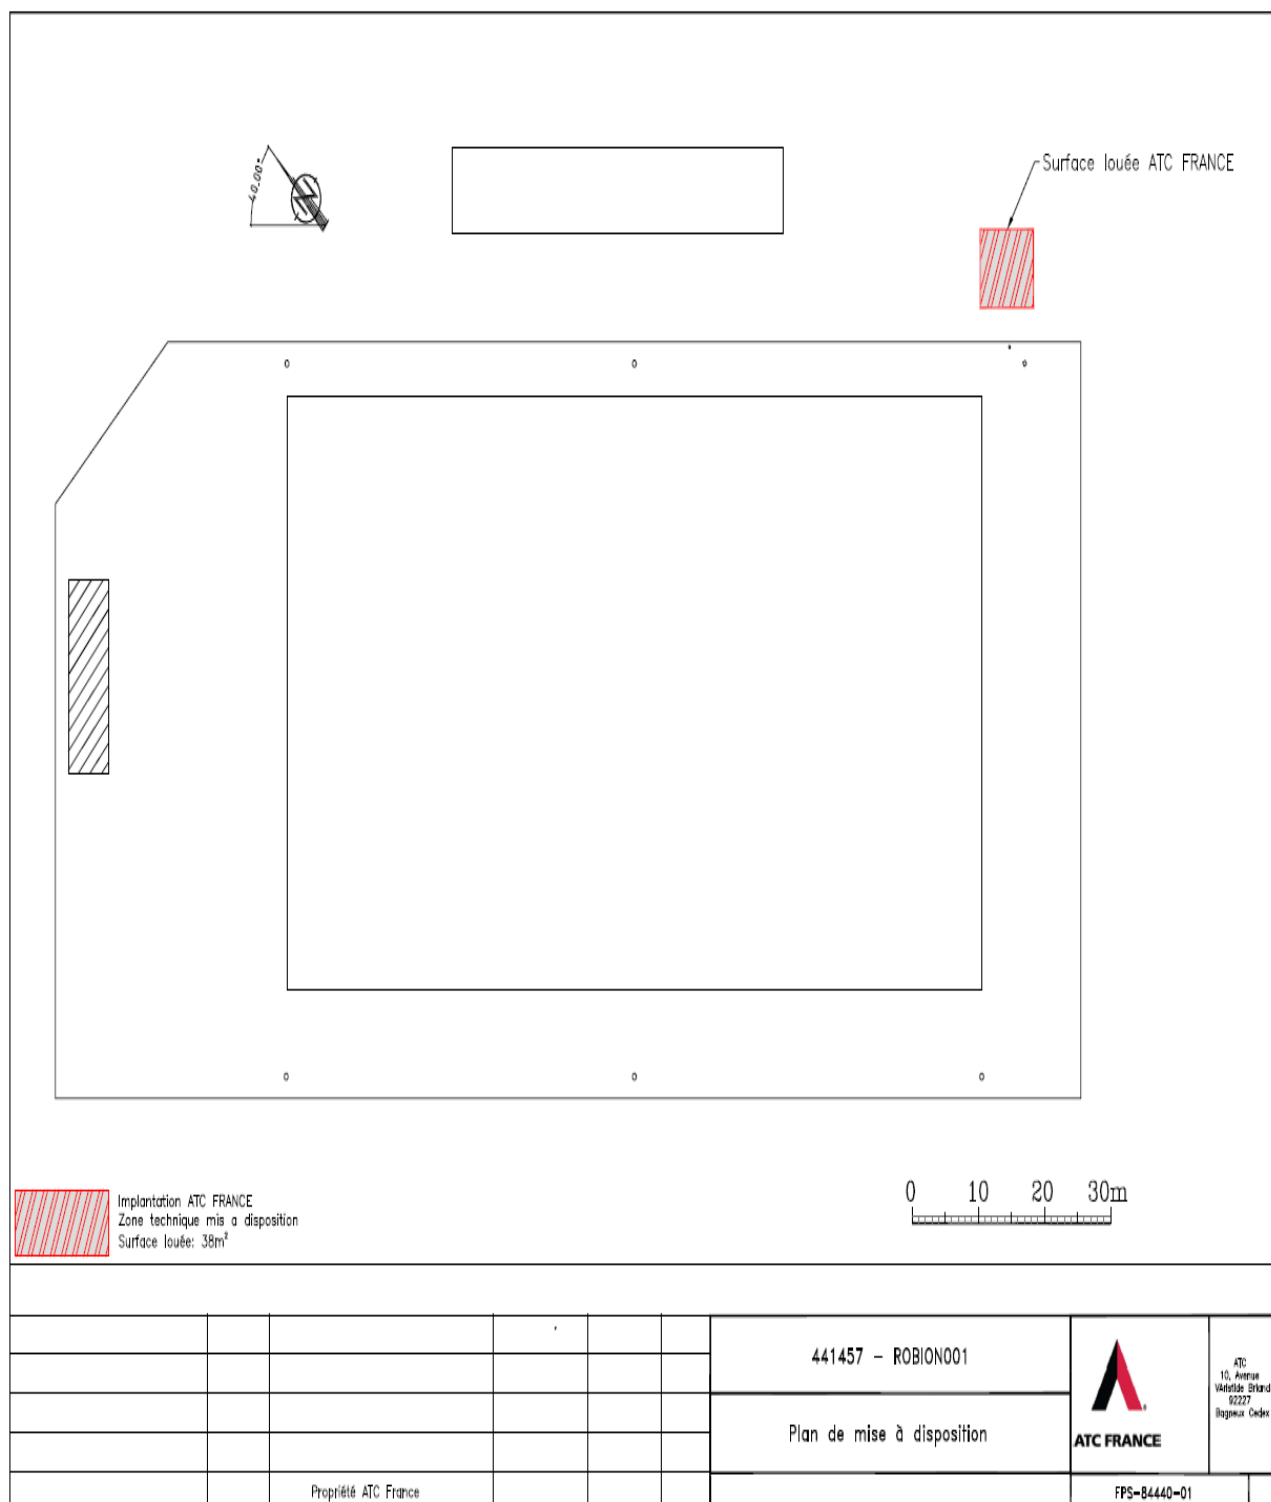 40.00°
Surface louée ATC FRANCE
Implantation ATC FRANCE
Zone technique mis a disposition
Surface louée: 38m²
0 10 20 30m
441457 – ROBION001
Plan de mise à disposition
Propriété ATC France
ATC FRANCE
ATC
10, Avenue
Bagneux Cedex
92227
FPS-84440-01